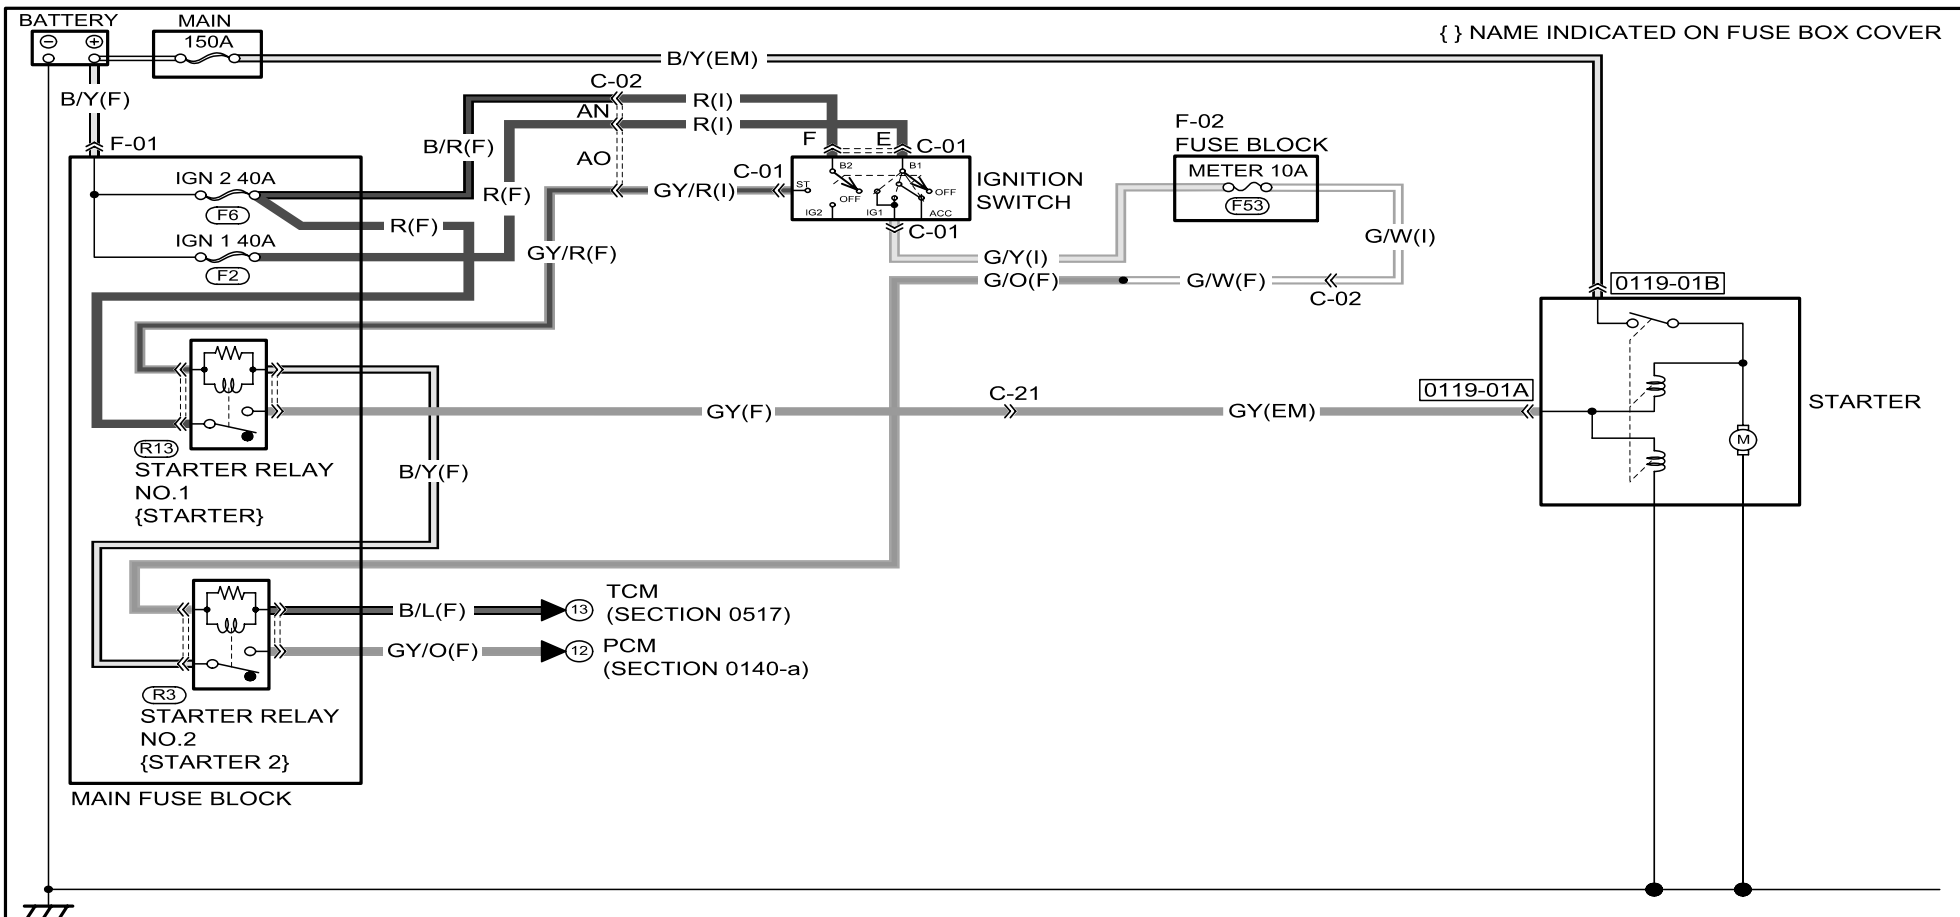 BATTERY
MAIN
150A
{ } NAME INDICATED ON FUSE BOX COVER
B/Y(EM)
B/Y(F)
C-02
AN
R(I)
R(I)
F-01
B/R(F)
AO
F
E
C-01
C-01
F-02
FUSE BLOCK
IGN 2 40A
F6
R(F)
R(F)
GY/R(I)
ST
B2
B1
OFF
OFF
IG2
IG1
ACC
IGNITION
SWITCH
METER 10A
F53
IGN 1 40A
F2
GY/R(F)
C-01
G/Y(I)
G/W(I)
G/O(F)
G/W(F)
C-02
0119-01B
0119-01A
STARTER
M
GY(F)
C-21
GY(EM)
R13
STARTER RELAY
NO.1
{STARTER}
B/Y(F)
B/L(F)
13
TCM
(SECTION 0517)
GY/O(F)
12
PCM
(SECTION 0140-a)
R3
STARTER RELAY
NO.2
{STARTER 2}
MAIN FUSE BLOCK